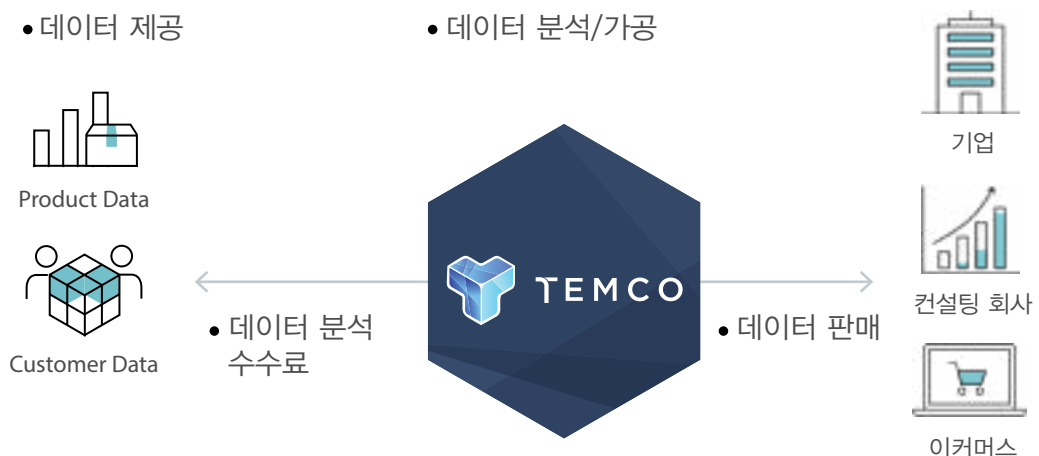 • 데이터 제공
• 데이터 분석/가공
Product Data
Customer Data
TEMCO
• 데이터 분석
수수료
• 데이터 판매
기업
컨설팅 회사
이커머스